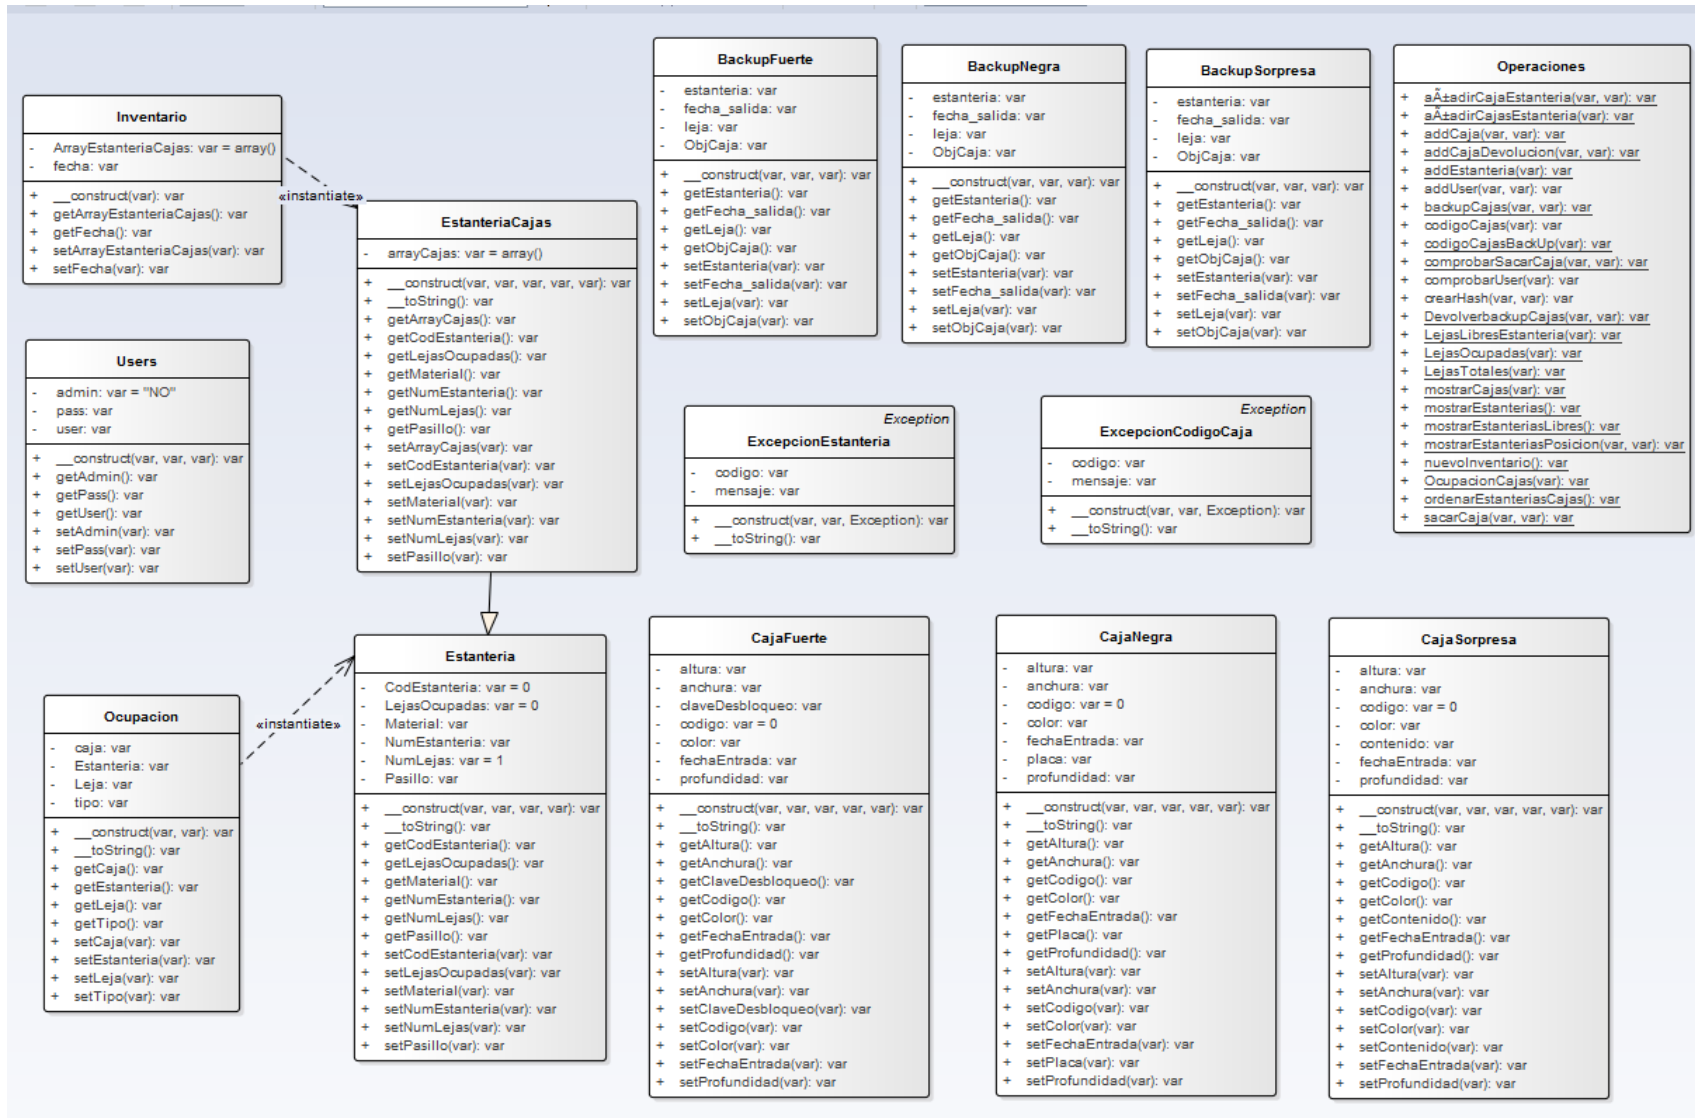 Inventario
- ArrayEstanteriaCajas: var = array()
- fecha: var
+ __construct(var): var
+ getArrayEstanteriaCajas(): var
+ getFecha(): var
+ setArrayEstanteriaCajas(var): var
+ setFecha(var): var
«instantiate»
Users
- admin: var = "NO"
- pass: var
- user: var
+ __construct(var, var, var): var
+ getAdmin(): var
+ getPass(): var
+ getUser(): var
+ setAdmin(var): var
+ setPass(var): var
+ setUser(var): var
EstanteriaCajas
- arrayCajas: var = array()
+ __construct(var, var, var, var, var): var
+ __toString(): var
+ getArrayCajas(): var
+ getCodEstanteria(): var
+ getLejasOcupadas(): var
+ getMaterial(): var
+ getNumEstanteria(): var
+ getNumLejas(): var
+ getPasillo(): var
+ setArrayCajas(var): var
+ setCodEstanteria(var): var
+ setLejasOcupadas(var): var
+ setMaterial(var): var
+ setNumEstanteria(var): var
+ setNumLejas(var): var
+ setPasillo(var): var
BackupFuerte
- estanteria: var
- fecha_salida: var
- leja: var
- ObjCaja: var
+ __construct(var, var, var): var
+ getEstanteria(): var
+ getFecha_salida(): var
+ getLeja(): var
+ getObjCaja(): var
+ setEstanteria(var): var
+ setFecha_salida(var): var
+ setLeja(var): var
+ setObjCaja(var): var
BackupNegra
- estanteria: var
- fecha_salida: var
- leja: var
- ObjCaja: var
+ __construct(var, var, var): var
+ getEstanteria(): var
+ getFecha_salida(): var
+ getLeja(): var
+ getObjCaja(): var
+ setEstanteria(var): var
+ setFecha_salida(var): var
+ setLeja(var): var
+ setObjCaja(var): var
BackupSorpresa
- estanteria: var
- fecha_salida: var
- leja: var
- ObjCaja: var
+ __construct(var, var, var): var
+ getEstanteria(): var
+ getFecha_salida(): var
+ getLeja(): var
+ getObjCaja(): var
+ setEstanteria(var): var
+ setFecha_salida(var): var
+ setLeja(var): var
+ setObjCaja(var): var
Operaciones
+ aÃ±adirCajaEstanteria(var, var): var
+ aÃ±adirCajasEstanteria(var): var
+ addCaja(var, var): var
+ addCajaDevolucion(var, var): var
+ addEstanteria(var): var
+ addUser(var, var): var
+ backupCajas(var, var): var
+ codigoCajas(var): var
+ codigoCajasBackUp(var): var
+ comprobarSacarCaja(var, var): var
+ comprobarUser(var): var
+ crearHash(var, var): var
+ DevolverbackupCajas(var, var): var
+ LejasLibresEstanteria(var): var
+ LejasOcupadas(var): var
+ LejasTotales(var): var
+ mostrarCajas(var): var
+ mostrarEstanterias(): var
+ mostrarEstanteriasLibres(): var
+ mostrarEstanteriasPosicion(var, var): var
+ nuevoInventario(): var
+ OcupacionCajas(var): var
+ ordenarEstanteriasCajas(): var
+ sacarCaja(var, var): var
Exception
ExcepcionEstanteria
- codigo: var
- mensaje: var
+ __construct(var, var, Exception): var
+ __toString(): var
Exception
ExcepcionCodigoCaja
- codigo: var
- mensaje: var
+ __construct(var, var, Exception): var
+ __toString(): var
Ocupacion
- caja: var
- Estanteria: var
- Leja: var
- tipo: var
+ __construct(var, var): var
+ __toString(): var
+ getCaja(): var
+ getEstanteria(): var
+ getLeja(): var
+ getTipo(): var
+ setCaja(var): var
+ setEstanteria(var): var
+ setLeja(var): var
+ setTipo(var): var
«instantiate»
Estanteria
- CodEstanteria: var = 0
- LejasOcupadas: var = 0
- Material: var
- NumEstanteria: var
- NumLejas: var = 1
- Pasillo: var
+ __construct(var, var, var, var): var
+ __toString(): var
+ getCodEstanteria(): var
+ getLejasOcupadas(): var
+ getMaterial(): var
+ getNumEstanteria(): var
+ getNumLejas(): var
+ getPasillo(): var
+ setCodEstanteria(var): var
+ setLejasOcupadas(var): var
+ setMaterial(var): var
+ setNumEstanteria(var): var
+ setNumLejas(var): var
+ setPasillo(var): var
CajaFuerte
- altura: var
- anchura: var
- claveDesbloqueo: var
- codigo: var = 0
- color: var
- fechaEntrada: var
- profundidad: var
+ __construct(var, var, var, var, var): var
+ __toString(): var
+ getAltura(): var
+ getAnchura(): var
+ getClaveDesbloqueo(): var
+ getCodigo(): var
+ getColor(): var
+ getFechaEntrada(): var
+ getProfundidad(): var
+ setAltura(var): var
+ setAnchura(var): var
+ setClaveDesbloqueo(var): var
+ setCodigo(var): var
+ setColor(var): var
+ setFechaEntrada(var): var
+ setProfundidad(var): var
CajaNegra
- altura: var
- anchura: var
- codigo: var = 0
- color: var
- fechaEntrada: var
- placa: var
- profundidad: var
+ __construct(var, var, var, var, var): var
+ __toString(): var
+ getAltura(): var
+ getAnchura(): var
+ getCodigo(): var
+ getColor(): var
+ getFechaEntrada(): var
+ getPlaca(): var
+ getProfundidad(): var
+ setAltura(var): var
+ setAnchura(var): var
+ setCodigo(var): var
+ setColor(var): var
+ setFechaEntrada(var): var
+ setPlaca(var): var
+ setProfundidad(var): var
CajaSorpresa
- altura: var
- anchura: var
- codigo: var = 0
- color: var
- contenido: var
- fechaEntrada: var
- profundidad: var
+ __construct(var, var, var, var, var): var
+ __toString(): var
+ getAltura(): var
+ getAnchura(): var
+ getCodigo(): var
+ getColor(): var
+ getContenido(): var
+ getFechaEntrada(): var
+ getProfundidad(): var
+ setAltura(var): var
+ setAnchura(var): var
+ setCodigo(var): var
+ setColor(var): var
+ setContenido(var): var
+ setFechaEntrada(var): var
+ setProfundidad(var): var